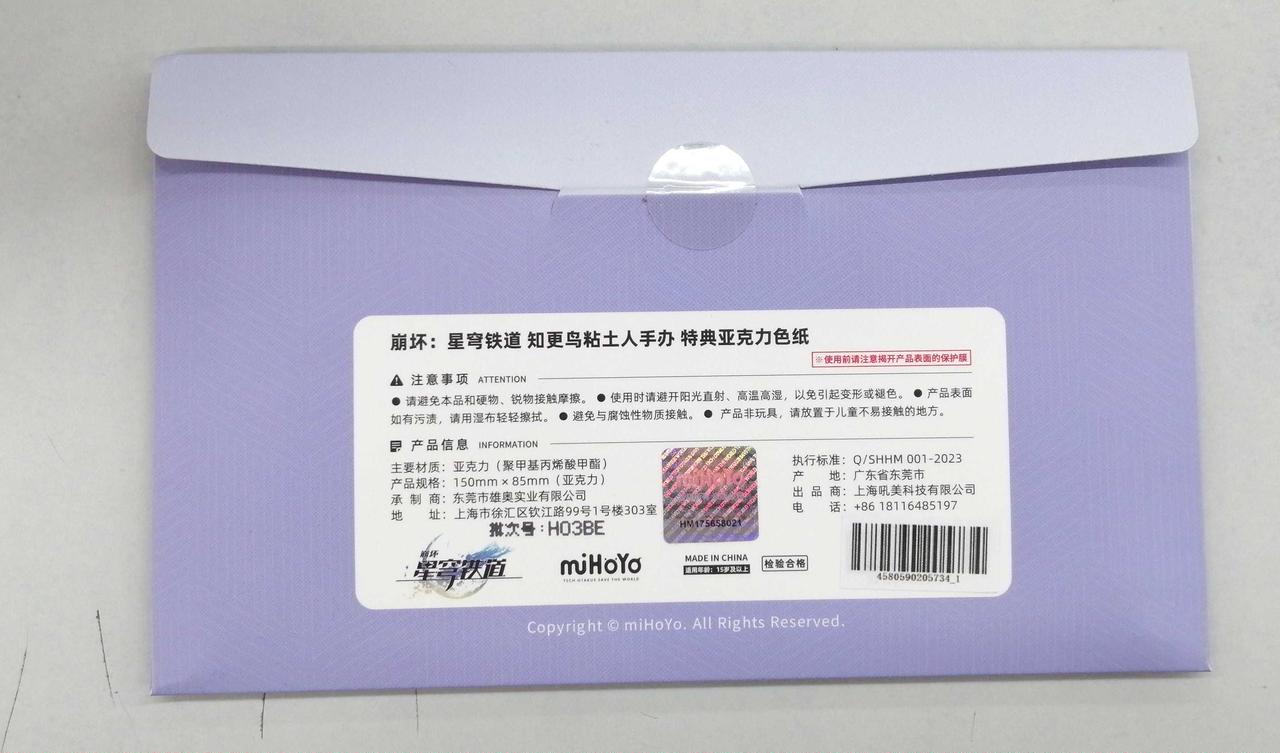 崩坏：星穹铁道 知更鸟粘土人手办 特典亚克力色纸
※使用前请注意揭开产品表面的保护膜
注意事项 ATTENTION
● 请避免本品和硬物、锐物接触摩擦。 ● 使用时请避开阳光直射、高温高湿，以免引起变形或褪色。 ● 产品表面
如有污渍，请用湿布轻轻擦拭。 ● 避免与腐蚀性物质接触。 ● 产品非玩具，请放置于儿童不易接触的地方。
产品信息 INFORMATION
主要材质：亚克力（聚甲基丙烯酸甲酯）
产品规格：150mm × 85mm（亚克力）
承制商：东莞市雄奥实业有限公司
地址：上海市徐汇区钦江路99号1号楼303室
批次号：H03BE
miHoYo
HM175658021
执行标准：Q/SHHM 001-2023
产地：广东省东莞市
出品商：上海吼美科技有限公司
电话：+86 18116485197
崩坏
星穹铁道
miHoYo
TECH OTAKUS SAVE THE WORLD
MADE IN CHINA
适用年龄：15岁及以上
检验合格
4580590205734_1
Copyright © miHoYo. All Rights Reserved.